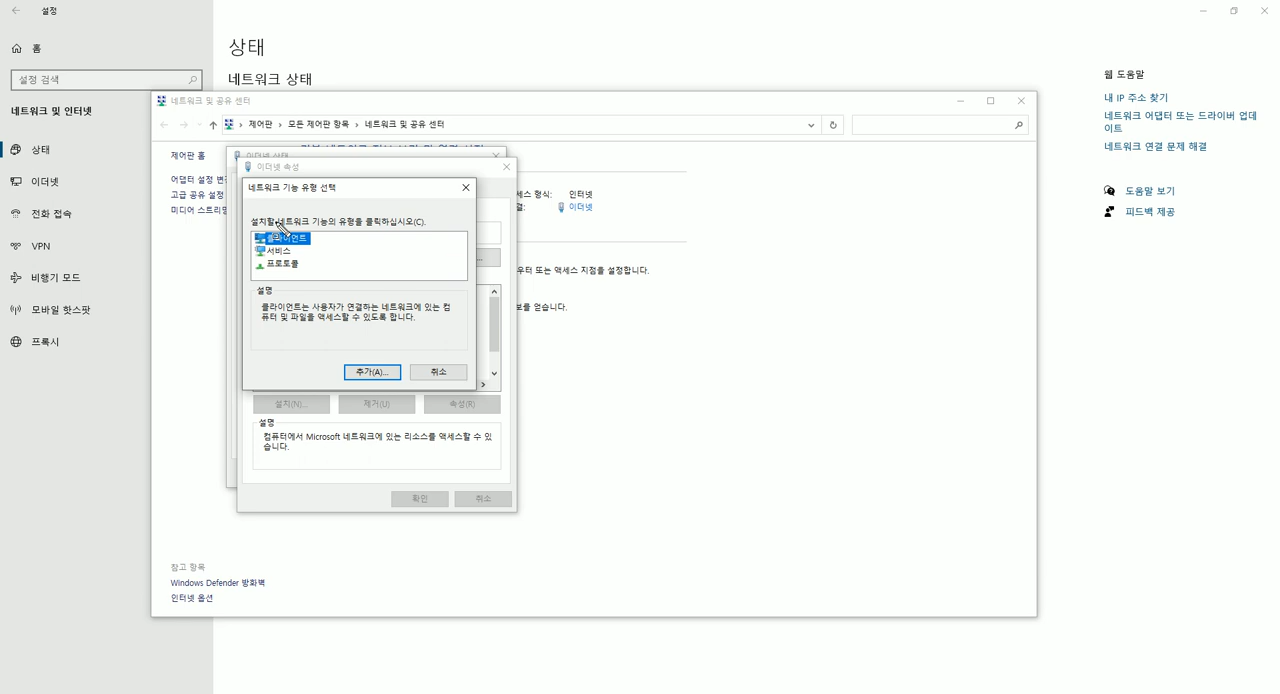 설정
홈
설정 검색
네트워크 및 인터넷
상태
이더넷
전화 접속
VPN
비행기 모드
모바일 핫스팟
프록시
상태
네트워크 상태
웹 도움말
내 IP 주소 찾기
네트워크 어댑터 또는 드라이버 업데
이트
네트워크 연결 문제 해결
도움말 보기
피드백 제공
네트워크 및 공유 센터
제어판 › 모든 제어판 항목 › 네트워크 및 공유 센터
제어판 홈
어댑터 설정 변
고급 공유 설정
미디어 스트리밍
세스 형식: 인터넷
결: 이더넷
우터 또는 액세스 지점을 설정합니다.
보를 얻습니다.
참고 항목
Windows Defender 방화벽
인터넷 옵션
이더넷 상태
이더넷 속성
설치(N)...
제거(U)
속성(R)
설명
컴퓨터에서 Microsoft 네트워크에 있는 리소스를 액세스할 수 있
습니다.
확인
취소
네트워크 기능 유형 선택
설치할 네트워크 기능의 유형을 클릭하십시오(C).
클라이언트
서비스
프로토콜
설명
클라이언트는 사용자가 연결하는 네트워크에 있는 컴
퓨터 및 파일을 액세스할 수 있도록 합니다.
추가(A)...
취소